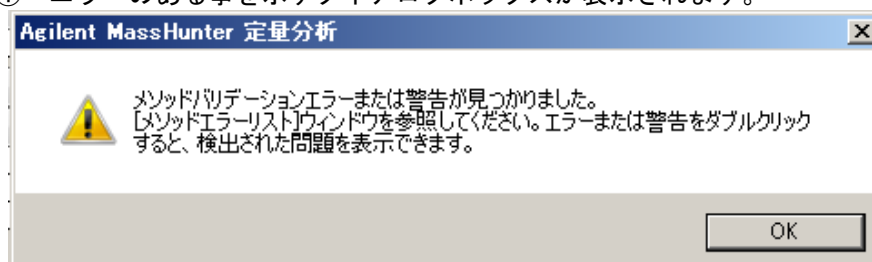 Agilent MassHunter 定量分析
メソッドバリデーションエラーまたは警告が見つかりました。
[メソッドエラーリスト]ウィンドウを参照してください。エラーまたは警告をダブルクリック
すると、検出された問題を表示できます。
OK